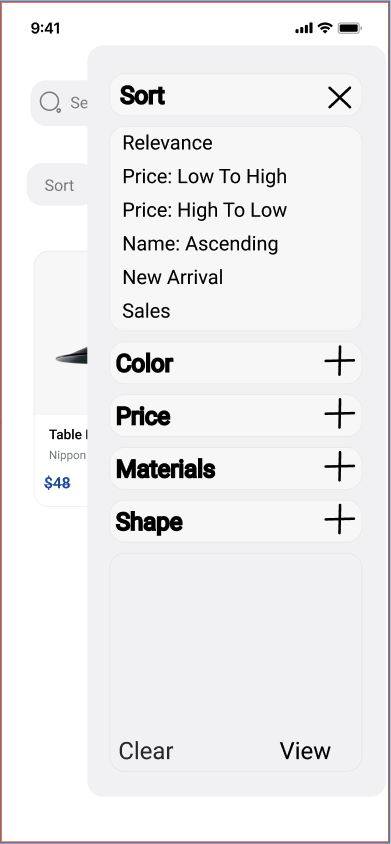 9:41
Se
Sort
Sort
Relevance
Price: Low To High
Price: High To Low
Name: Ascending
New Arrival
Sales
Color
Price
Materials
Shape
Table
Nippon
$48
Clear
View